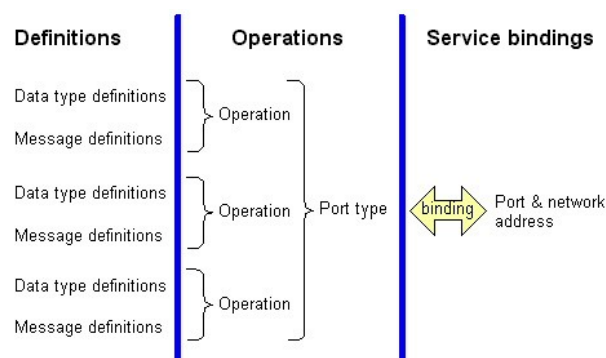 Definitions
Operations
Service bindings
Data type definitions
Message definitions
Operation
Data type definitions
Message definitions
Operation
Data type definitions
Message definitions
Operation
Port type
binding
Port & network
address